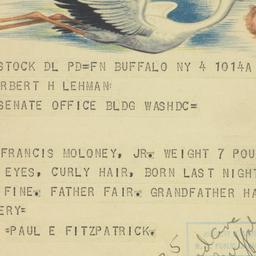 STOCK DL PD=FN BUFFALO NY 4 1014A
RBERT H LEHMAN=
SENATE OFFICE BLDG WASHDC=
FRANCIS MOLONEY, JR. WEIGHT 7 POU
EYES, CURLY HAIR, BORN LAST NIGHT
FINE. FATHER FAIR. GRANDFATHER HA
ERY=
=PAUL E FITZPATRICK.